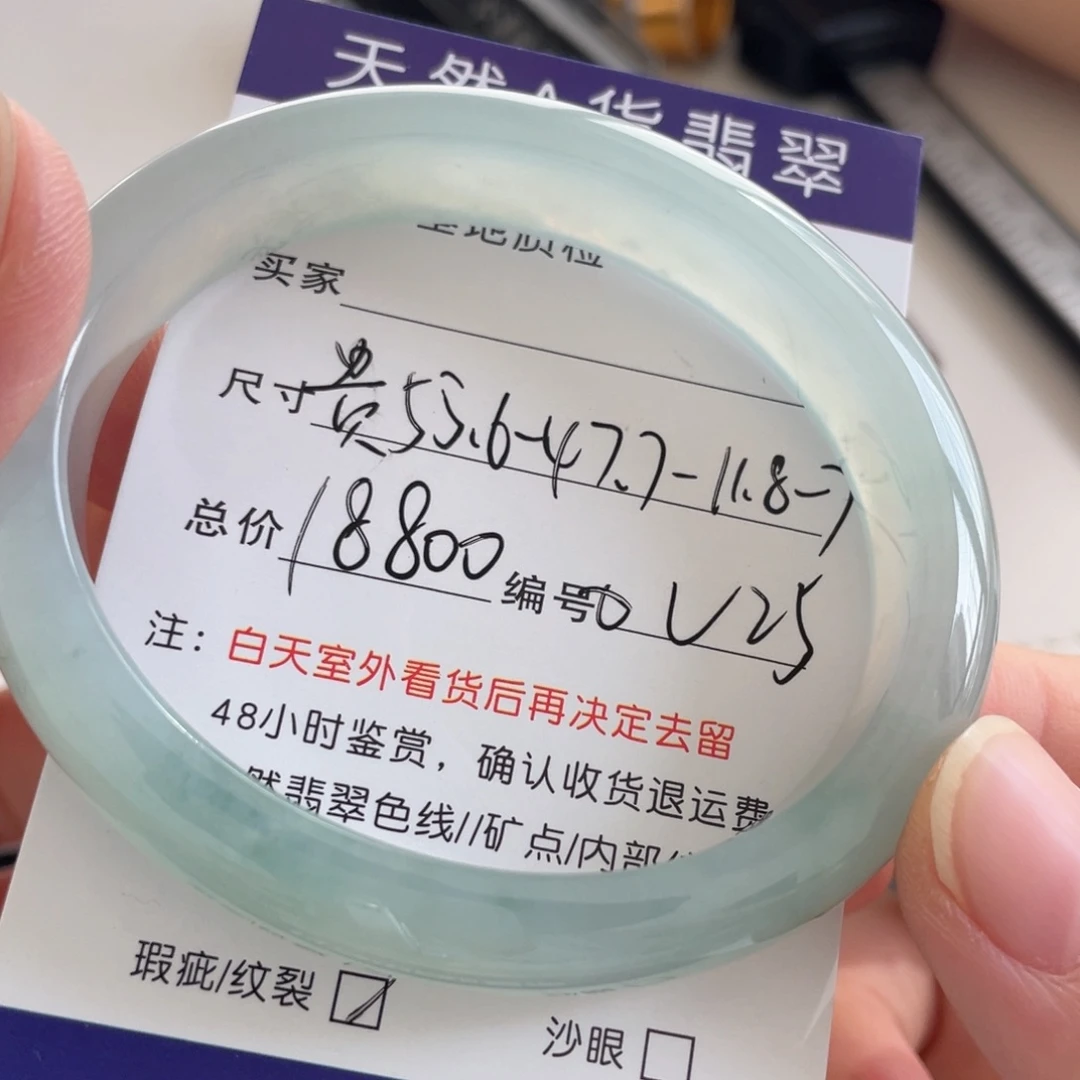 天然A货翡翠
买家
尺寸 贵55.6-47.7-11.8-7
总价 18800 编号 V25
注：白天室外看货后再决定去留
48小时鉴赏，确认收货退运费
然翡翠色线//矿点/内部
瑕疵/纹裂
沙眼